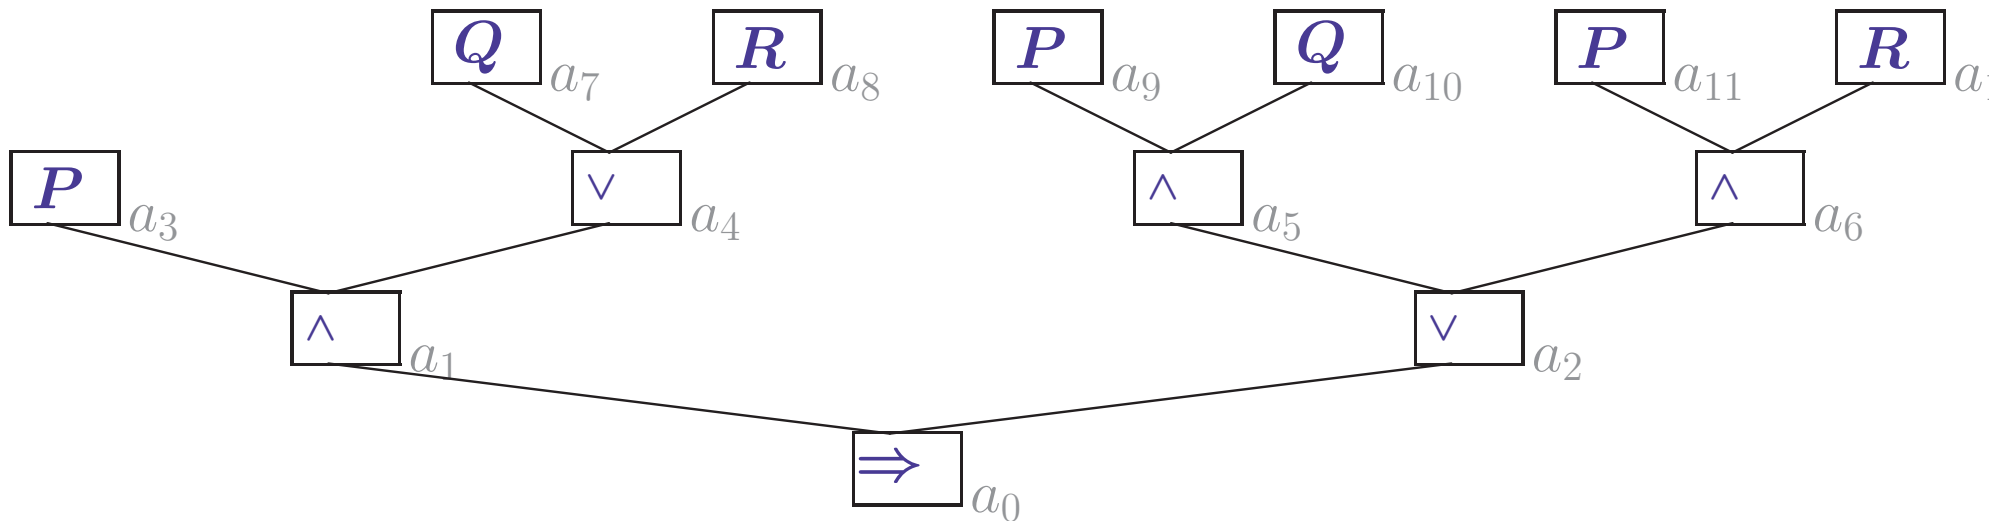 Q a₇ R a₈ P a₉ Q a₁₀ P a₁₁ R
P a₃ ∨ a₄ ∧ a₅ ∧ a₆
∧ a₁ ∨ a₂
⇒ a₀